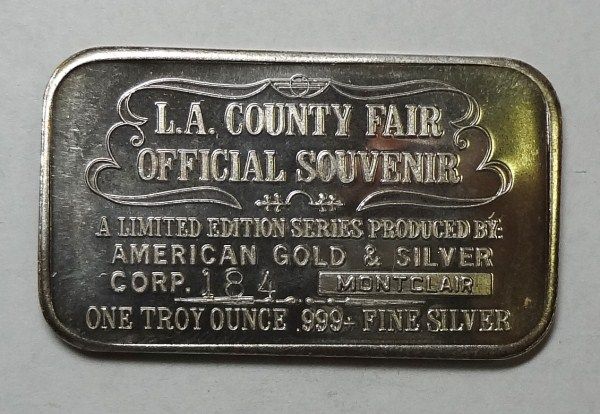 L.A. COUNTY FAIR
OFFICIAL SOUVENIR
A LIMITED EDITION SERIES PRODUCED BY:
AMERICAN GOLD & SILVER
CORP. 184 MONTCLAIR
ONE TROY OUNCE .999+ FINE SILVER